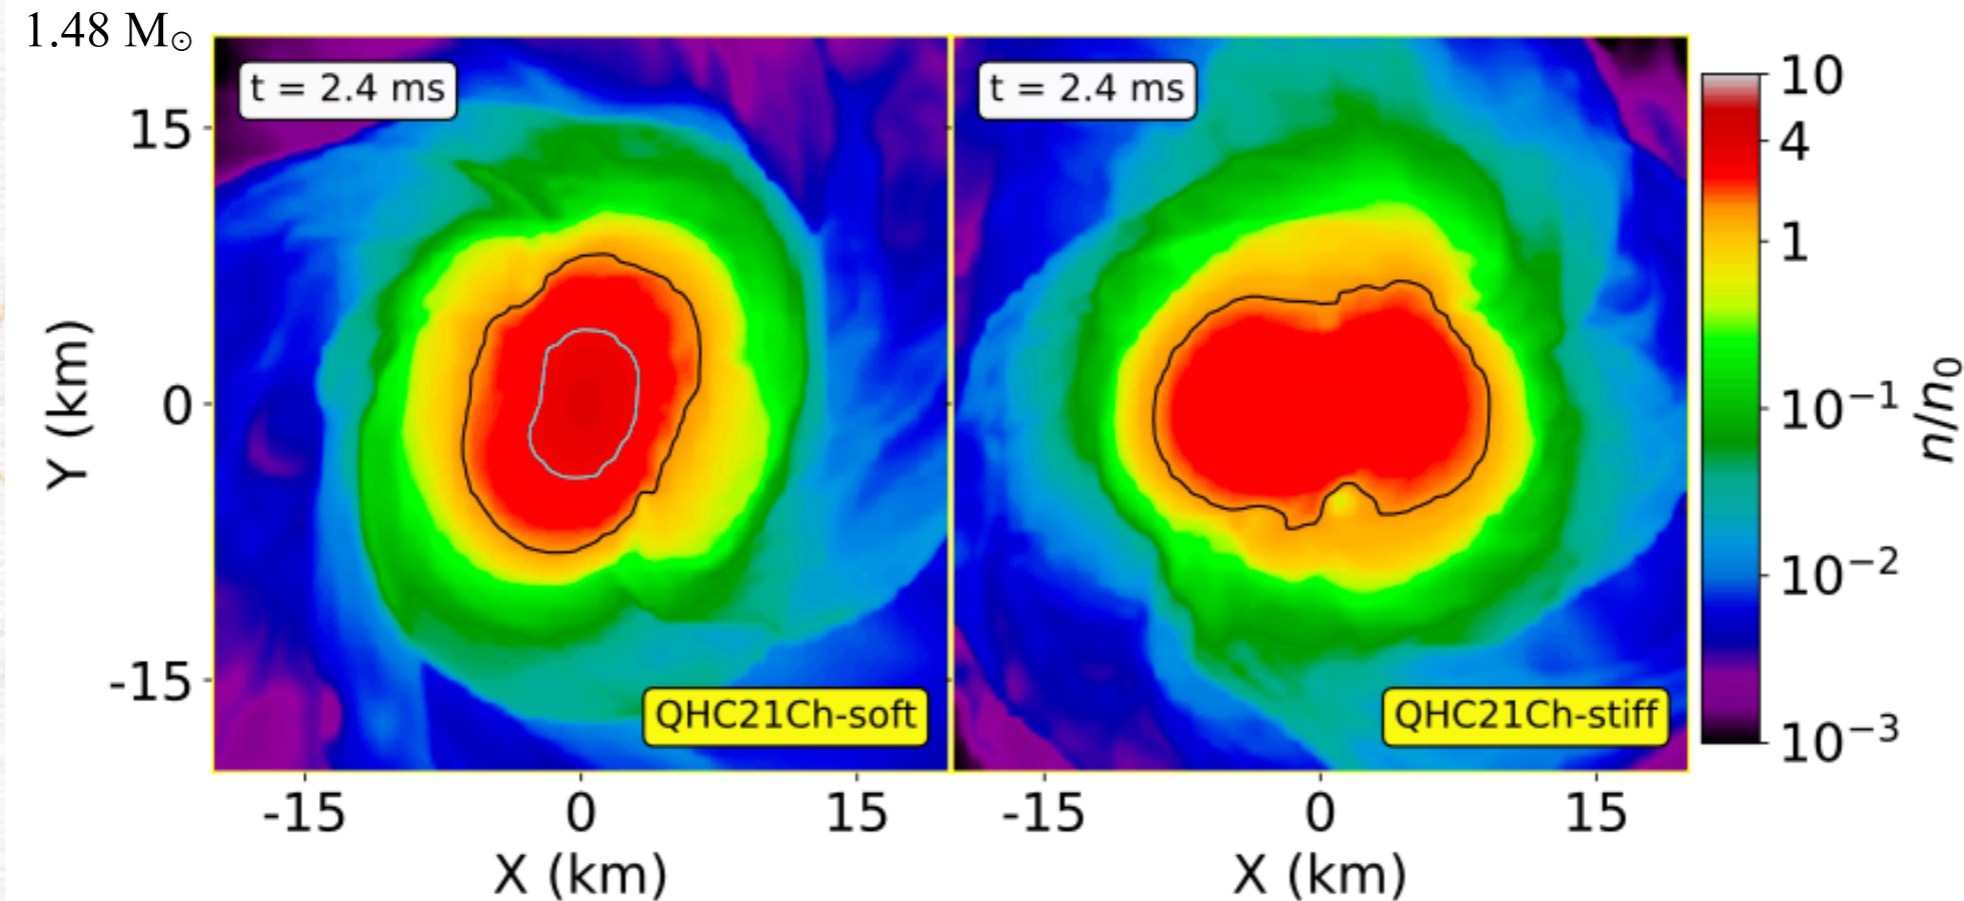 1.48 M☉
t = 2.4 ms
t = 2.4 ms
15
0
-15
Y (km)
QHC21Ch-soft
QHC21Ch-stiff
-15 0 15
-15 0 15
X (km)
X (km)
10
4
1
10⁻¹
10⁻²
10⁻³
n/n₀